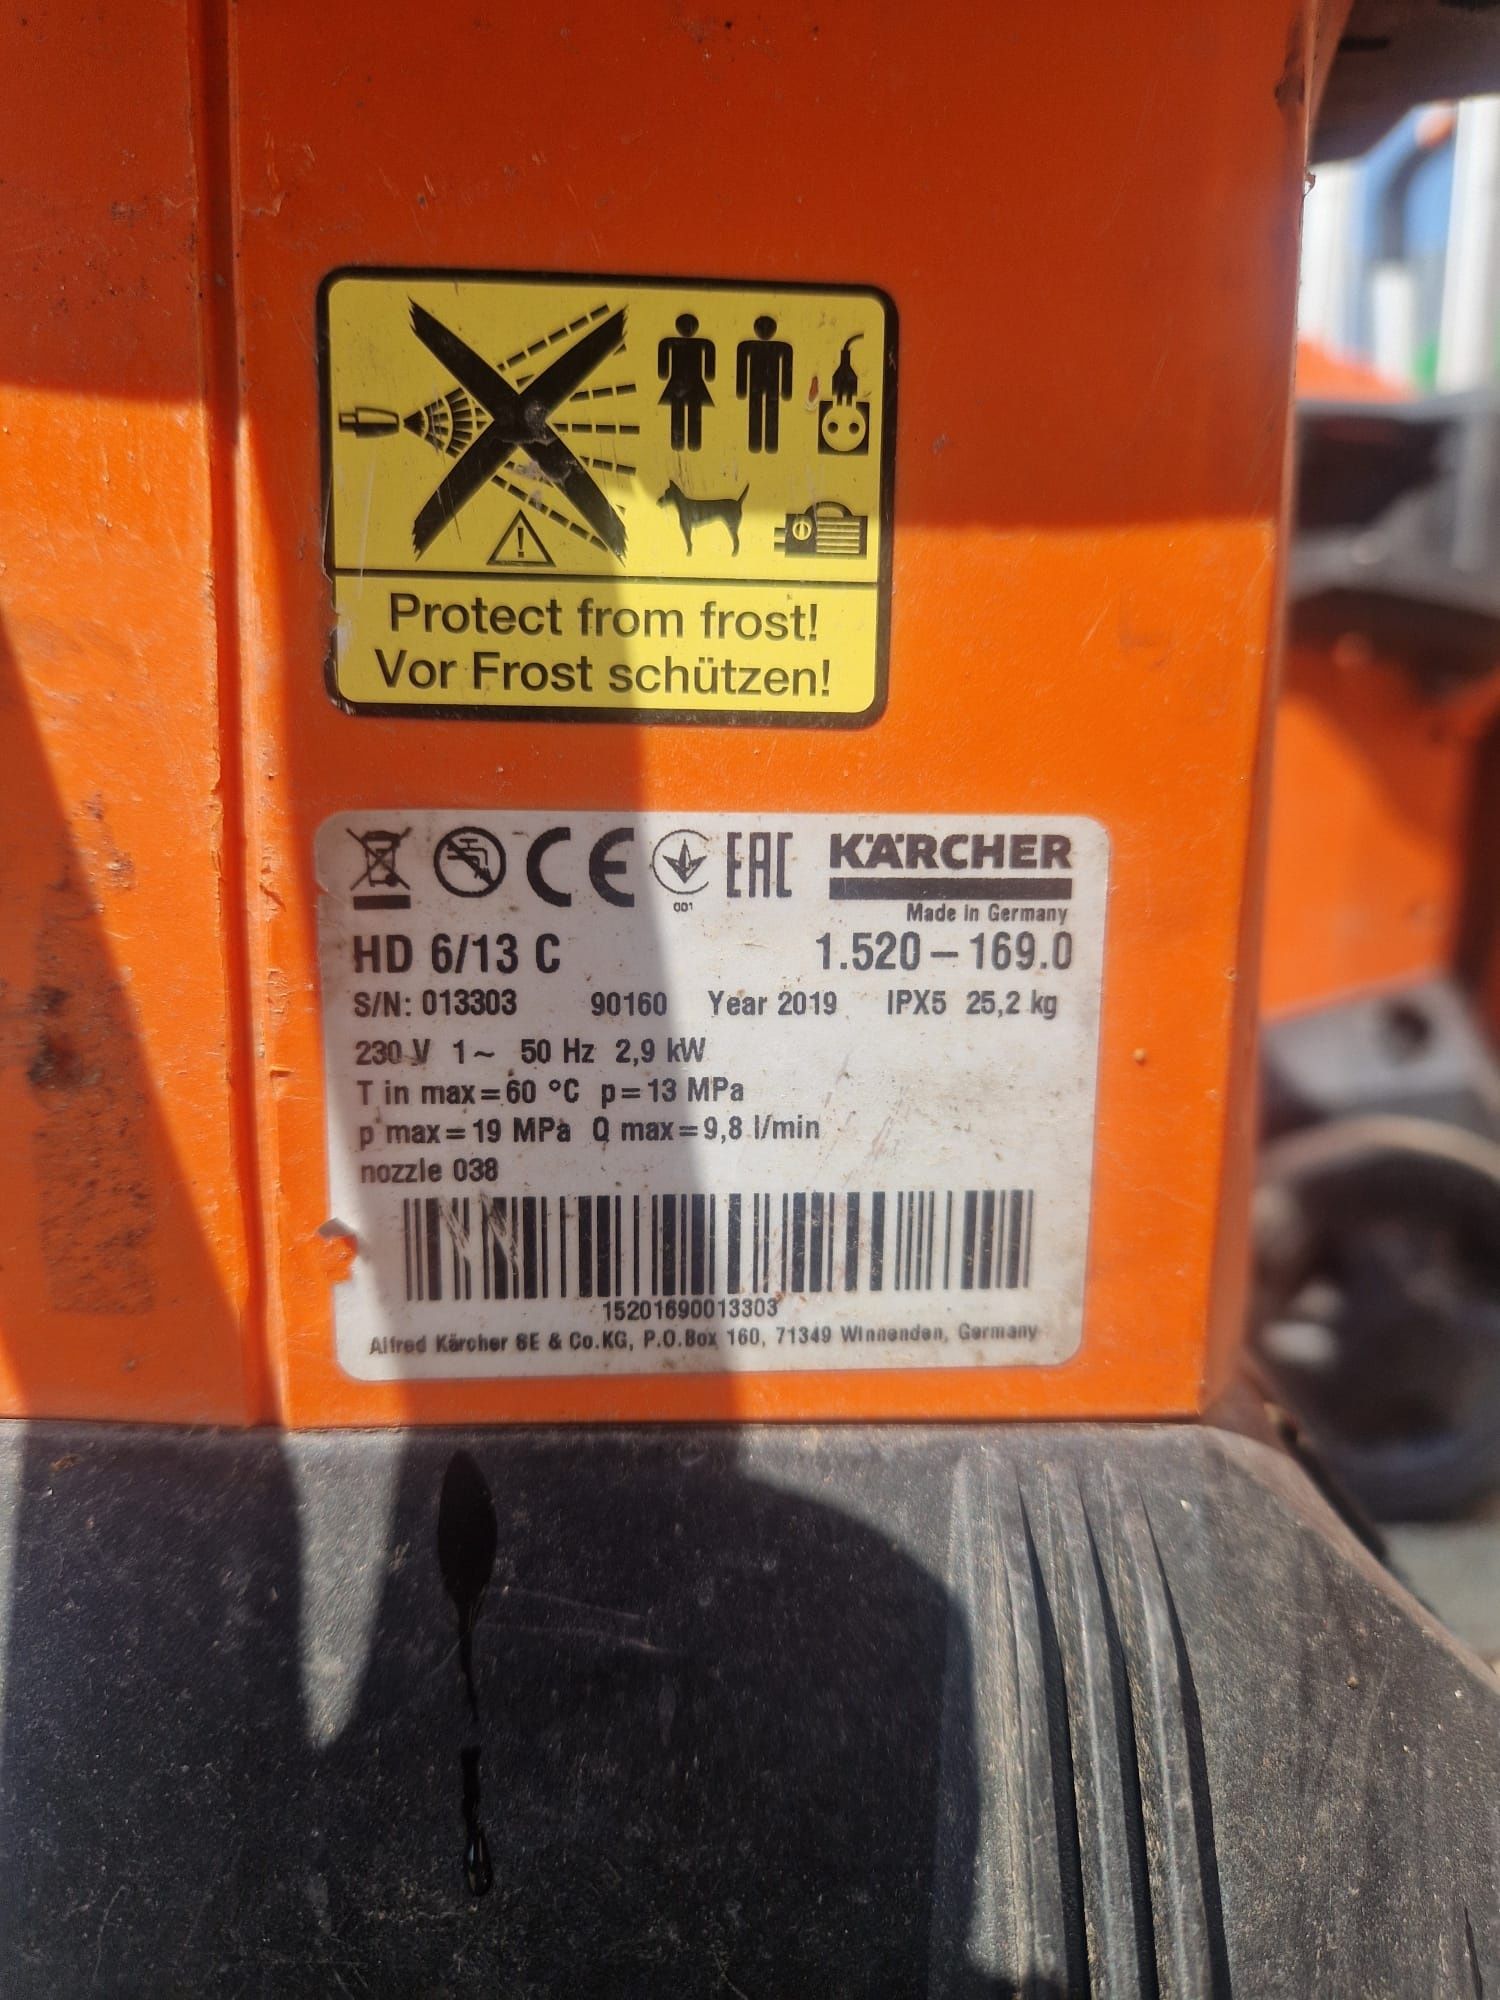 Protect from frost!
Vor Frost schützen!
CE 001 EAC KÄRCHER
Made in Germany
HD 6/13 C 1.520-169.0
S/N: 013303 90160 Year 2019 IPX5 25,2 kg
230 V 1~ 50 Hz 2,9 kW
T in max=60 °C p=13 MPa
p max=19 MPa Q max=9,8 l/min
nozzle 038
15201690013303
Alfred Kärcher SE & Co.KG, P.O.Box 160, 71349 Winnenden, Germany